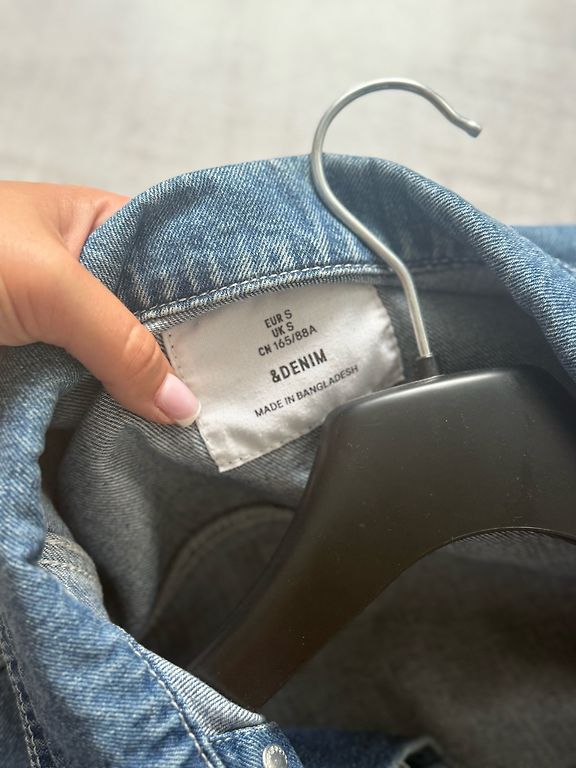 EUR S
UK S
CN 165/88A
&DENIM
MADE IN BANGLADESH